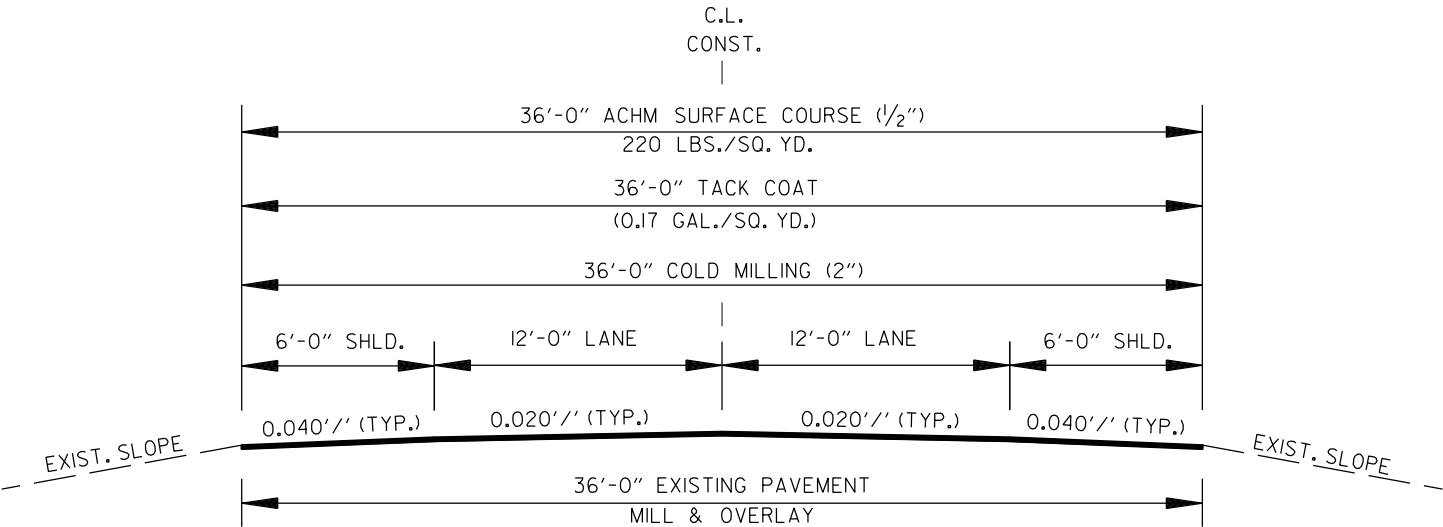 C.L.
CONST.
36'-0" ACHM SURFACE COURSE (1/2")
220 LBS./SQ. YD.
36'-0" TACK COAT
(0.17 GAL./SQ. YD.)
36'-0" COLD MILLING (2")
6'-0" SHLD.
12'-0" LANE
12'-0" LANE
6'-0" SHLD.
0.040'/' (TYP.)
0.020'/' (TYP.)
0.020'/' (TYP.)
0.040'/' (TYP.)
EXIST. SLOPE
EXIST. SLOPE
36'-0" EXISTING PAVEMENT
MILL & OVERLAY